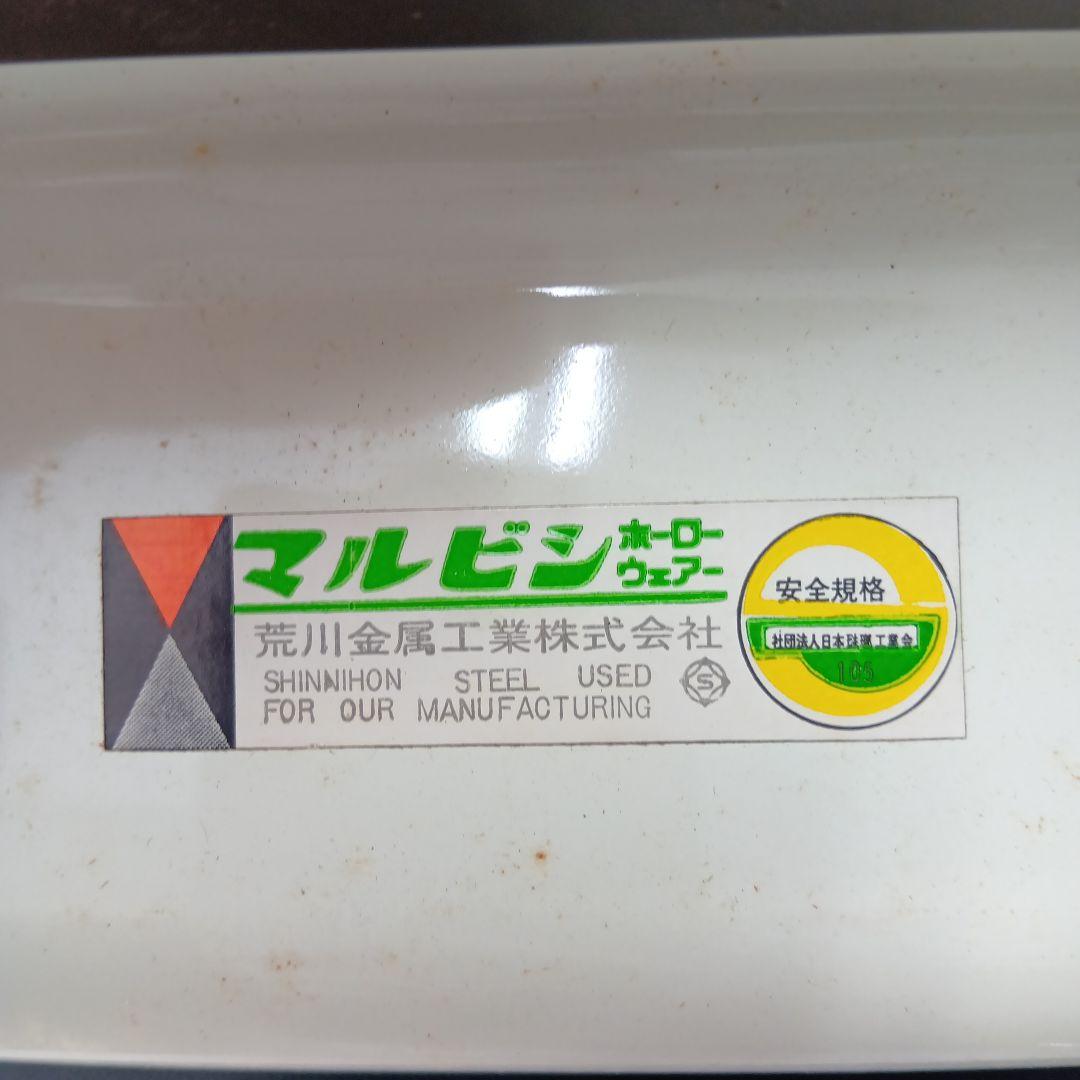 マルビシ
ホーロー
ウェアー
荒川金属工業株式会社
SHINNIHON STEEL USED
FOR OUR MANUFACTURING
S
安全規格
社団法人日本琺瑯工業会
105